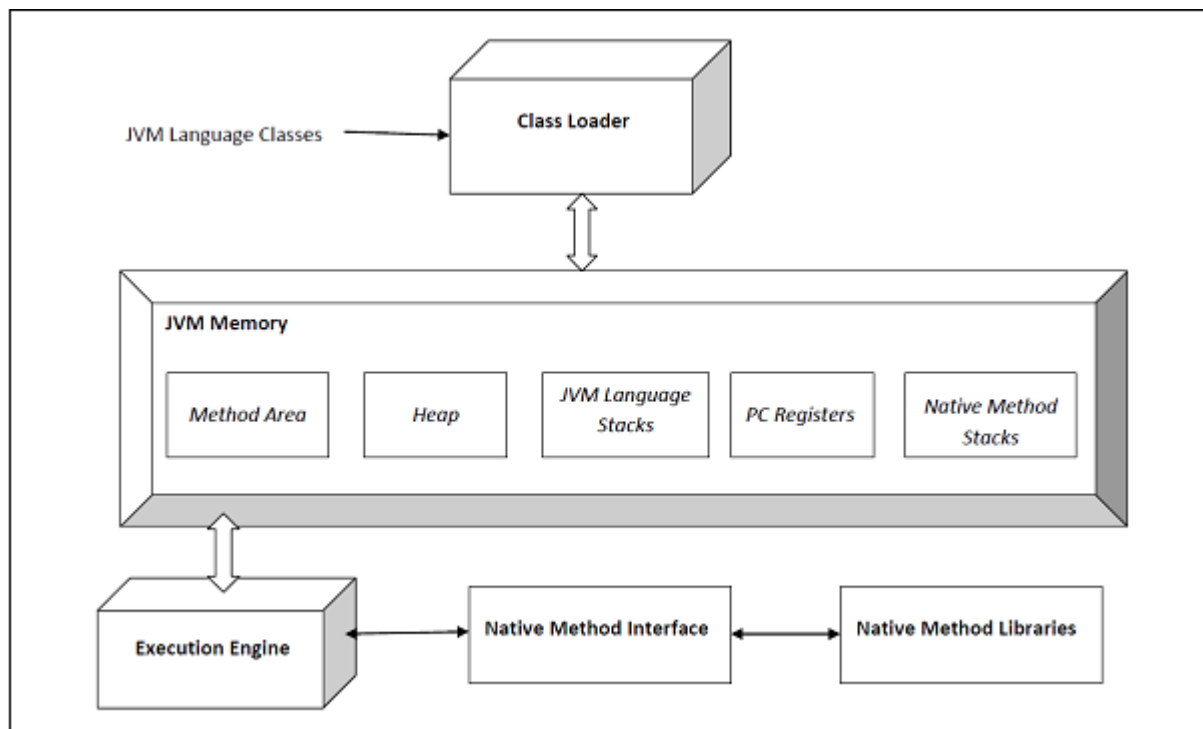 Class Loader
JVM Language Classes
JVM Memory
Method Area
Heap
JVM Language
Stacks
PC Registers
Native Method
Stacks
Execution Engine
Native Method Interface
Native Method Libraries